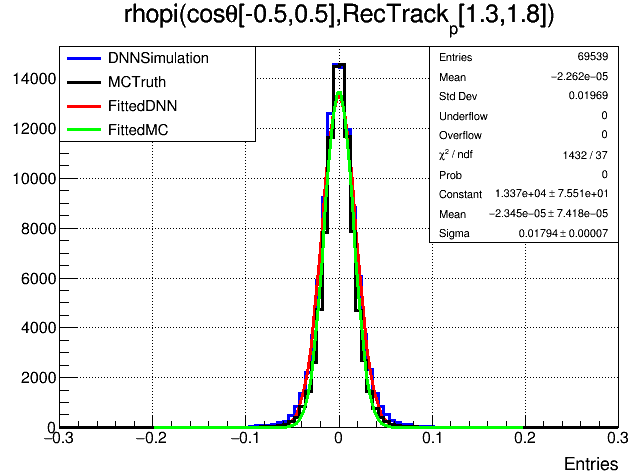 rhopi(cosθ[-0.5,0.5],RecTrack_p[1.3,1.8])
DNNSimulation
MCTruth
FittedDNN
FittedMC
Entries 69539
Mean −2.262e−05
Std Dev 0.01969
Underflow 0
Overflow 0
χ² / ndf 1432 / 37
Prob 0
Constant 1.337e+04 ± 7.551e+01
Mean −2.345e−05 ± 7.418e−05
Sigma 0.01794 ± 0.00007
14000
12000
10000
8000
6000
4000
2000
0
−0.3 −0.2 −0.1 0 0.1 0.2 0.3
Entries